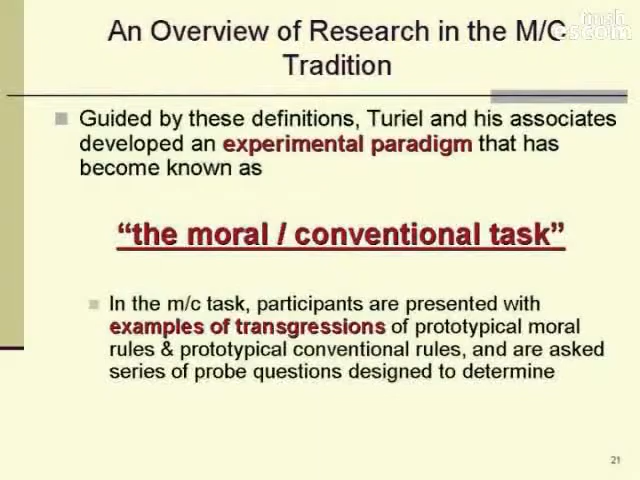 An Overview of Research in the M/C
Tradition
Guided by these definitions, Turiel and his associates
developed an experimental paradigm that has
become known as
“the moral / conventional task”
In the m/c task, participants are presented with
examples of transgressions of prototypical moral
rules & prototypical conventional rules, and are asked
series of probe questions designed to determine
21